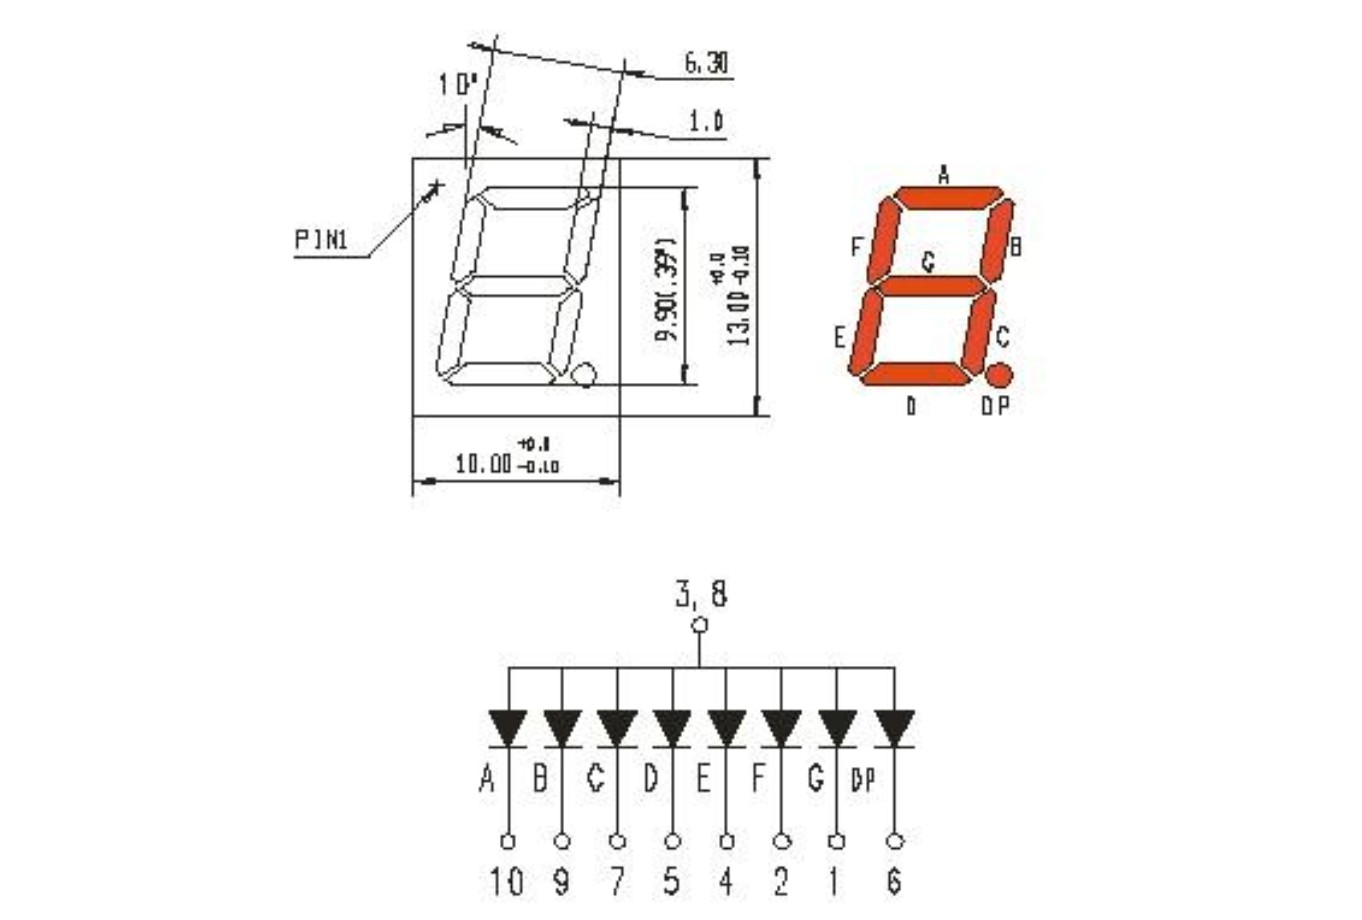 6.30
10°
1.0
PIN1
9.90(.39")
13.00 +0.0 -0.10
10.00 +0.0 -0.10
A
F
B
G
E
C
D
DP
3, 8
A B C D E F G DP
10 9 7 5 4 2 1 6